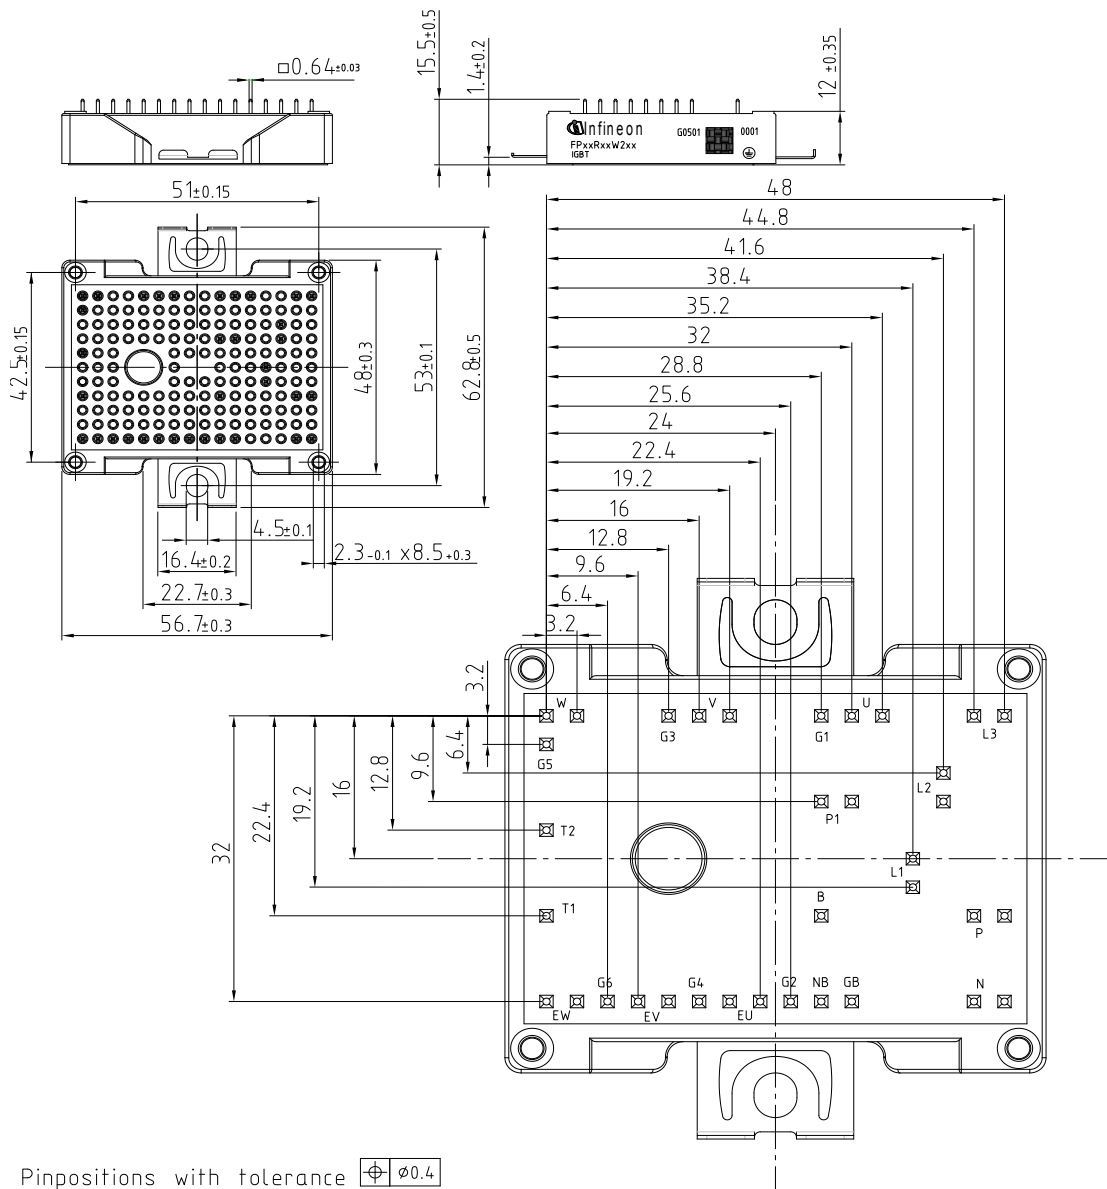 □0.64±0.03
15.5±0.5
1.4±0.2
12 ±0.35
Infineon
FPxxRxxW2xx
IGBT
G0501
0001
51±0.15
48
44.8
41.6
38.4
35.2
32
28.8
25.6
24
22.4
19.2
16
12.8
9.6
6.4
3.2
42.5±0.15
48±0.3
53±0.1
62.8±0.5
4.5±0.1
16.4±0.2
2.3-0.1 x8.5+0.3
22.7±0.3
56.7±0.3
3.2
6.4
9.6
12.8
16
19.2
22.4
32
W
G3
V
G1
U
L3
G5
L2
P1
T2
L1
T1
B
P
G6
G4
G2
NB
GB
N
EW
EV
EU
Pinpositions with tolerance ⌖ ø0.4